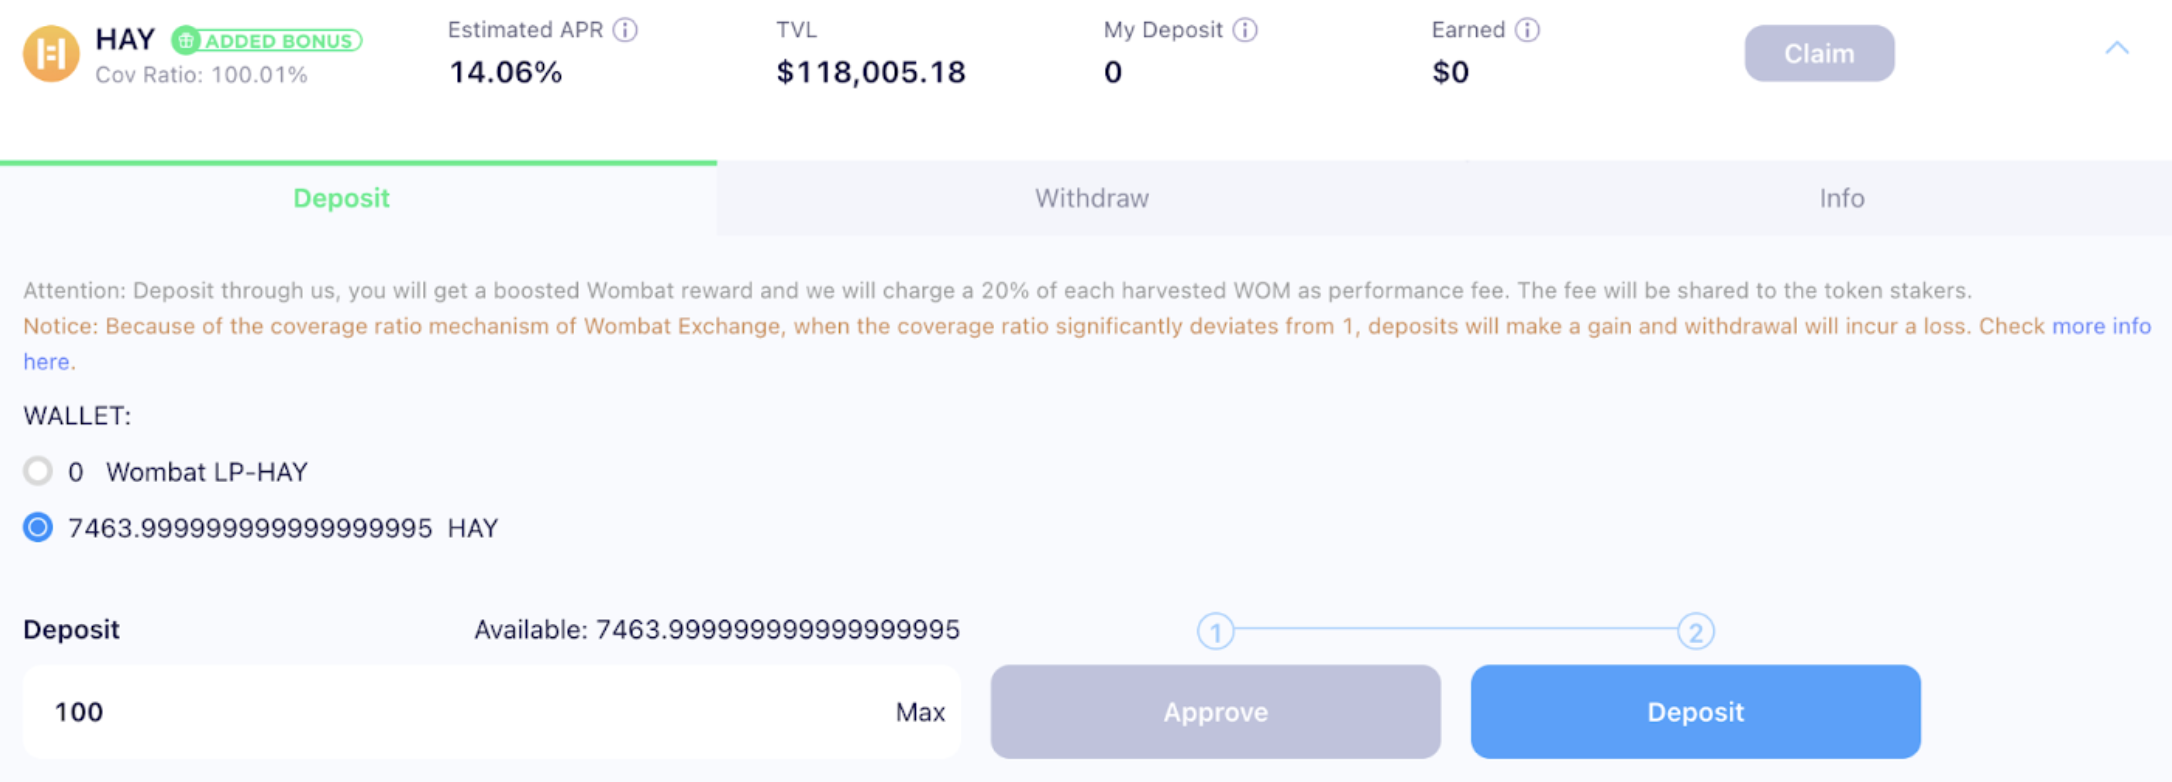 HAY ADDED BONUS
Cov Ratio: 100.01%
Estimated APR
14.06%
TVL
$118,005.18
My Deposit
0
Earned
$0
Claim
Deposit
Withdraw
Info
Attention: Deposit through us, you will get a boosted Wombat reward and we will charge a 20% of each harvested WOM as performance fee. The fee will be shared to the token stakers.
Notice: Because of the coverage ratio mechanism of Wombat Exchange, when the coverage ratio significantly deviates from 1, deposits will make a gain and withdrawal will incur a loss. Check more info
here.
WALLET:
0 Wombat LP-HAY
7463.999999999999999995 HAY
Deposit
Available: 7463.999999999999999995
1
2
100
Max
Approve
Deposit